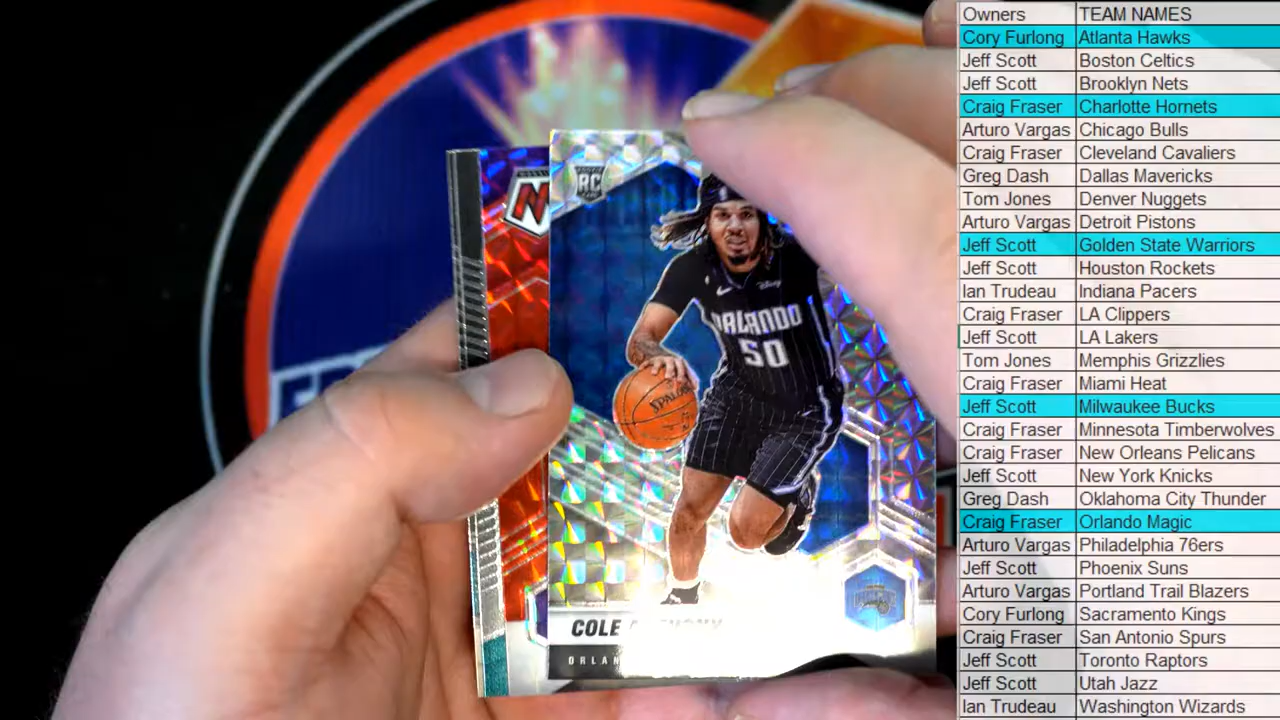 Owners TEAM NAMES
Cory Furlong Atlanta Hawks
Jeff Scott Boston Celtics
Jeff Scott Brooklyn Nets
Craig Fraser Charlotte Hornets
Arturo Vargas Chicago Bulls
Craig Fraser Cleveland Cavaliers
Greg Dash Dallas Mavericks
Tom Jones Denver Nuggets
Arturo Vargas Detroit Pistons
Jeff Scott Golden State Warriors
Jeff Scott Houston Rockets
Ian Trudeau Indiana Pacers
Craig Fraser LA Clippers
Jeff Scott LA Lakers
Tom Jones Memphis Grizzlies
Craig Fraser Miami Heat
Jeff Scott Milwaukee Bucks
Craig Fraser Minnesota Timberwolves
Craig Fraser New Orleans Pelicans
Jeff Scott New York Knicks
Greg Dash Oklahoma City Thunder
Craig Fraser Orlando Magic
Arturo Vargas Philadelphia 76ers
Jeff Scott Phoenix Suns
Arturo Vargas Portland Trail Blazers
Cory Furlong Sacramento Kings
Craig Fraser San Antonio Spurs
Jeff Scott Toronto Raptors
Jeff Scott Utah Jazz
Ian Trudeau Washington Wizards
RC
ORLANDO
50
SPALDING
COLE ANTHONY
ORLAN